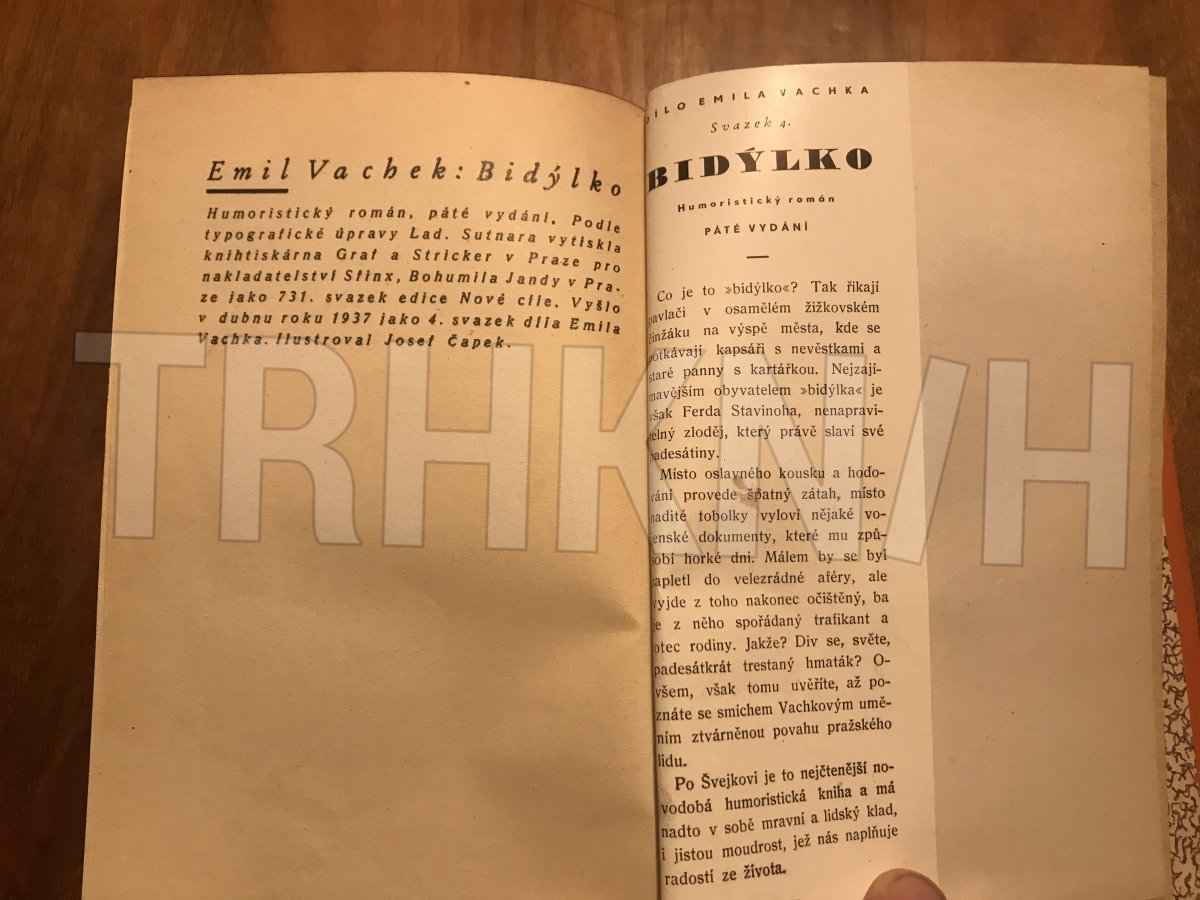 Emil Vachek: Bidýlko
Humoristický román, páté vydání. Podle
typografické úpravy Lad. Sutnara vytiskla
knihtiskárna Graf a Stricker v Praze pro
nakladatelství Sfinx, Bohumila Jandy v Pra-
ze jako 731. svazek edice Nové cíle. Vyšlo
v dubnu roku 1937 jako 4. svazek díla Emila
Vachka. Ilustroval Josef Čapek.
DÍLO EMILA VACHKA
Svazek 4.
BIDÝLKO
Humoristický román
PÁTÉ VYDÁNÍ
Co je to »bidýlko«? Tak říkají
pavlači v osamělém žižkovském
činžáku na výspě města, kde se
potkávají kapsáři s nevěstkami a
staré panny s kartářkou. Nejzají-
mavějším obyvatelem »bidýlka« je
však Ferda Stavinoha, nenapravi-
telný zloděj, který právě slaví své
padesátiny.
Místo oslavného kousku a hodo-
vání provede špatný zátah, místo
nadité tobolky vyloví nějaké vo-
jenské dokumenty, které mu způ-
sobí horké dni. Málem by se byl
zapletl do velezrádné aféry, ale
vyjde z toho nakonec očištěný, ba
je z něho spořádaný trafikant a
otec rodiny. Jakže? Div se, světe,
padesátkrát trestaný hmaták? O-
všem, však tomu uvěříte, až po-
znáte se smíchem Vachkovým umě-
ním ztvárněnou povahu pražského
lidu.
Po Švejkovi je to nejčtenější no-
vodobá humoristická kniha a má
nadto v sobě mravní a lidský klad,
i jistou moudrost, jež nás naplňuje
radostí ze života.
TRHKNIH